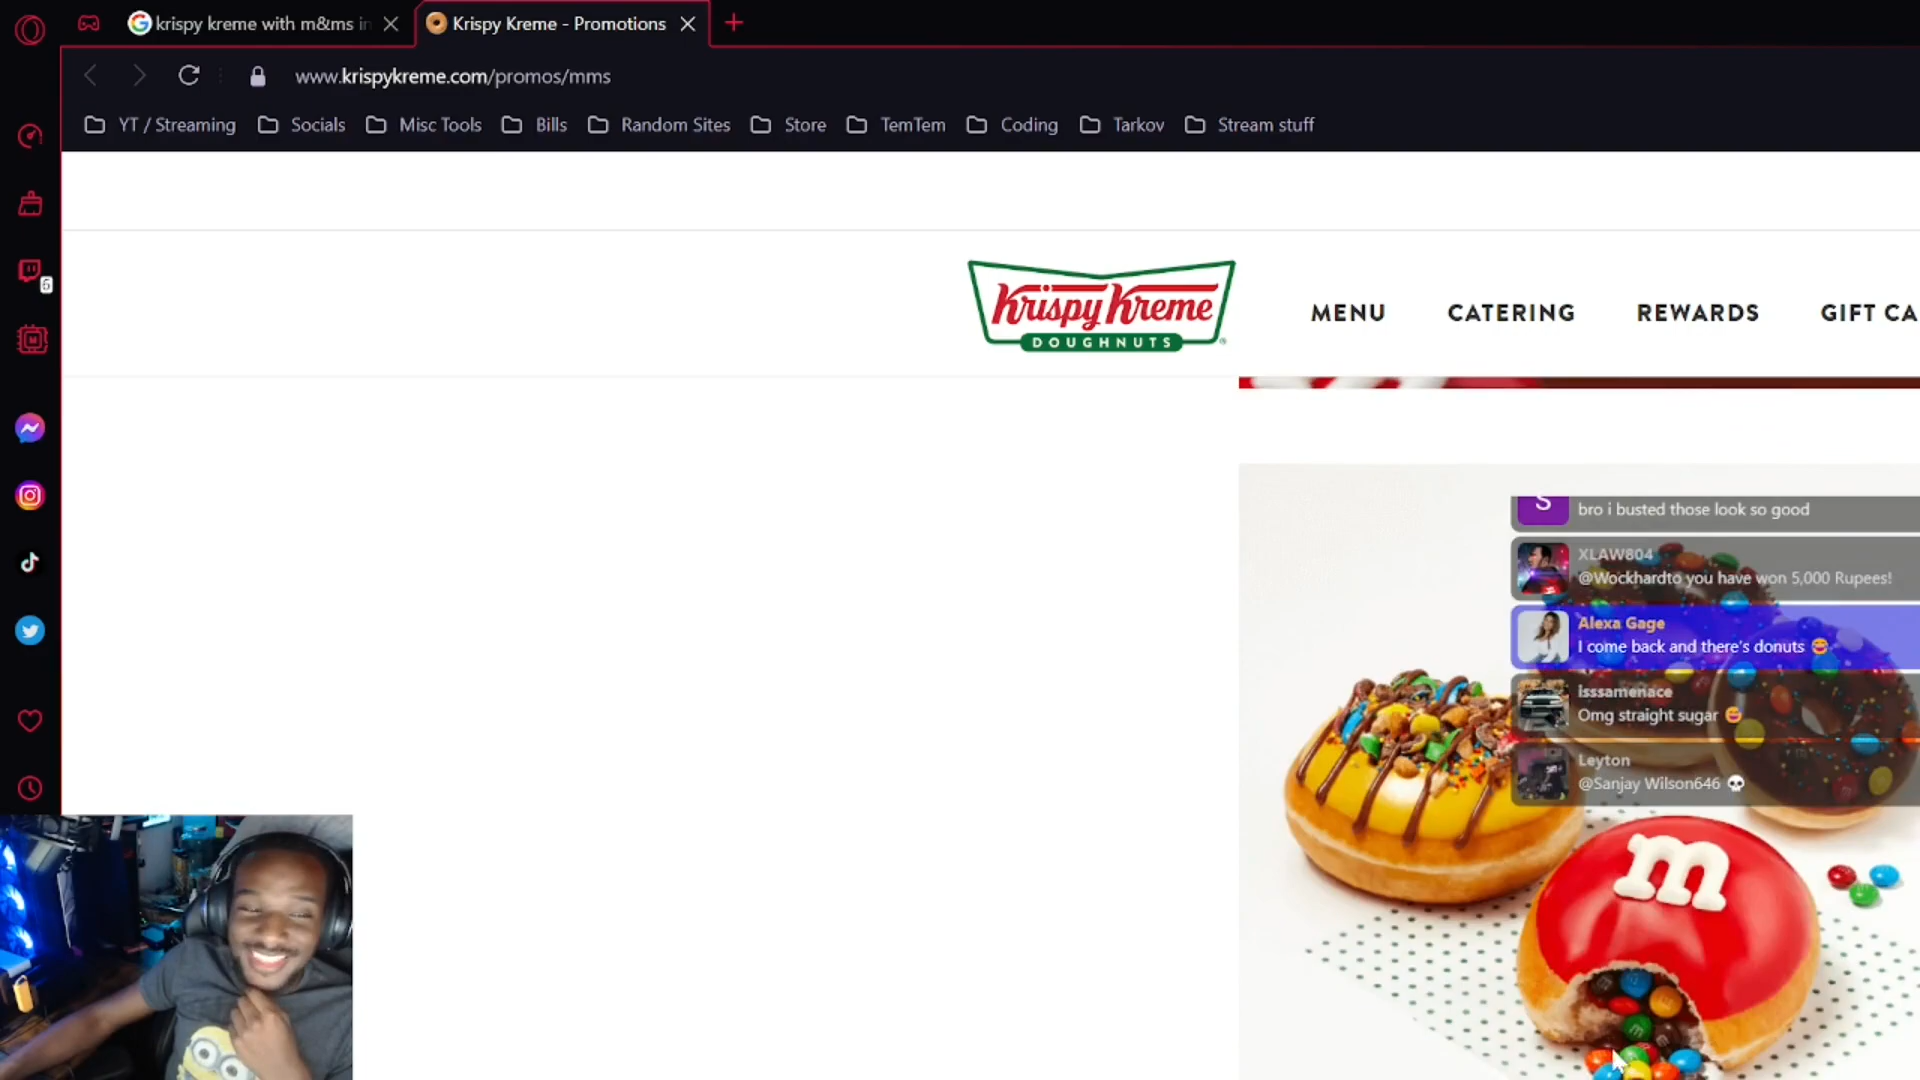 krispy kreme with m&ms in
Krispy Kreme - Promotions
www.krispykreme.com/promos/mms
YT / Streaming
Socials
Misc Tools
Bills
Random Sites
Store
TemTem
Coding
Tarkov
Stream stuff
6
Krispy Kreme
DOUGHNUTS
MENU
CATERING
REWARDS
GIFT CA
S
bro i busted those look so good
XLAW804
@Wockhardto you have won 5,000 Rupees!
Alexa Gage
I come back and there's donuts 😄
Isssamenace
Omg straight sugar 😅
Leyton
@Sanjay Wilson646 💀
m